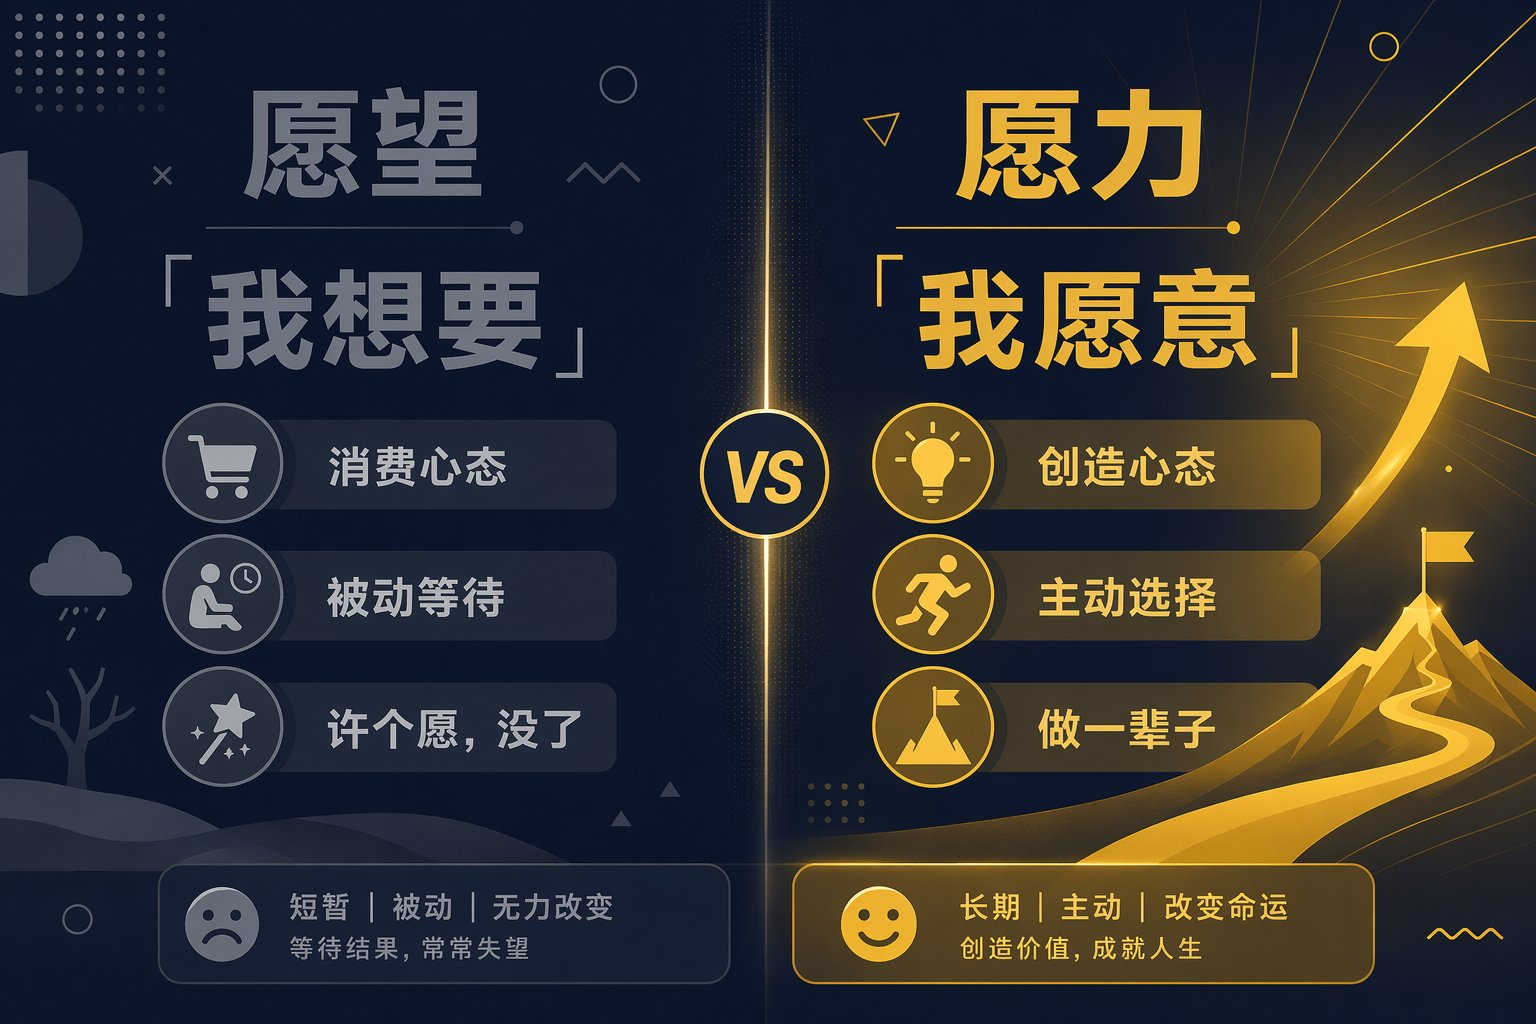 愿望
「我想要」
消费心态
被动等待
许个愿，没了
短暂｜被动｜无力改变
等待结果，常常失望
VS
愿力
「我愿意」
创造心态
主动选择
做一辈子
长期｜主动｜改变命运
创造价值，成就人生